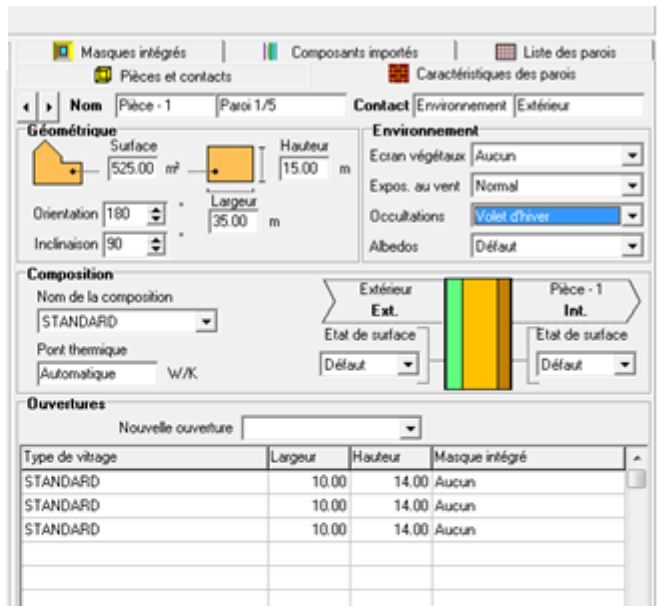 Masques intégrés Composants importés Liste des parois
Pièces et contacts Caractéristiques des parois
Nom Pièce - 1 Paroi 1/5 Contact Environnement Extérieur
Géométrique Environnement
Surface Hauteur
Ecran végétaux Aucun
525.00 m² 15.00 m
Expos. au vent Normal
Largeur
Orientation 180 ° 35.00 m
Occultations Volet d'hiver
Inclinaison 90 °
Albedos Défaut
Composition
Nom de la composition Extérieur Pièce - 1
Ext. Int.
STANDARD
Etat de surface Etat de surface
Pont thermique
Défaut Défaut
Automatique W/K
Ouvertures
Nouvelle ouverture
Type de vitrage Largeur Hauteur Masque intégré
STANDARD 10.00 14.00 Aucun
STANDARD 10.00 14.00 Aucun
STANDARD 10.00 14.00 Aucun